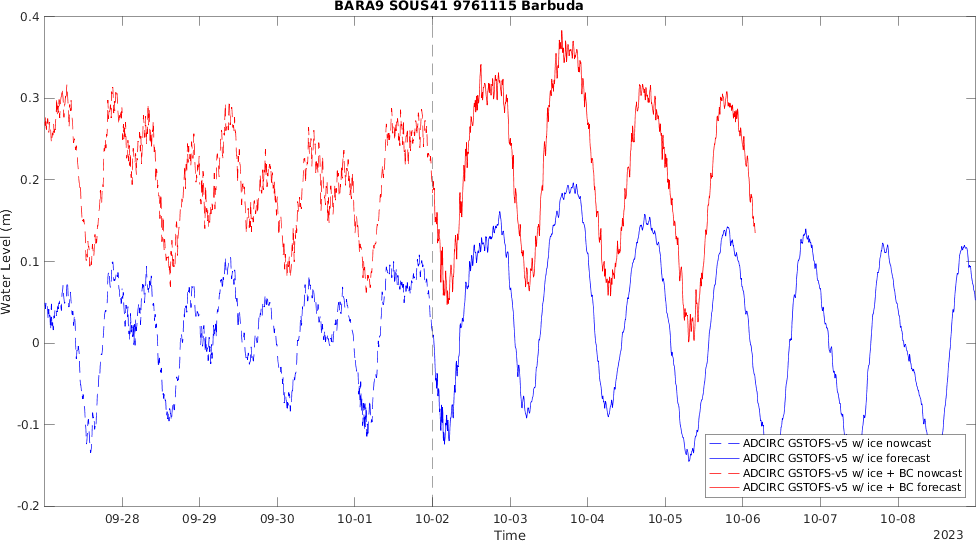 BARA9 SOUS41 9761115 Barbuda
0.4
0.3
0.2
0.1
0
-0.1
-0.2
Water Level (m)
ADCIRC GSTOFS-v5 w/ ice nowcast
ADCIRC GSTOFS-v5 w/ ice forecast
ADCIRC GSTOFS-v5 w/ ice + BC nowcast
ADCIRC GSTOFS-v5 w/ ice + BC forecast
09-28 09-29 09-30 10-01 10-02 10-03 10-04 10-05 10-06 10-07 10-08
Time
2023